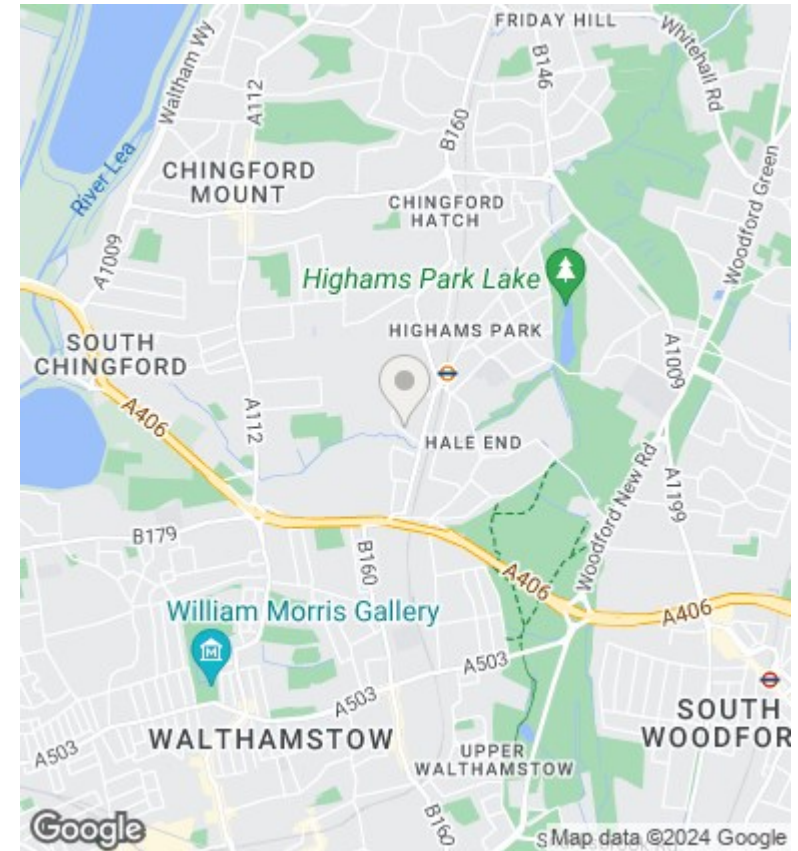 FRIDAY HILL
Whitehall Rd
Waltham Wy
A112
B146
B160
River Lea
CHINGFORD
MOUNT
CHINGFORD
HATCH
Woodford Green
A1009
Highams Park Lake
HIGHAMS PARK
SOUTH
CHINGFORD
A1009
A406
A112
HALE END
Woodford New Rd
A1199
B179
B160
A406
A406
William Morris Gallery
A503
A503
A503
WALTHAMSTOW
SOUTH
WOODFOR
UPPER
WALTHAMSTOW
B160
Google
Map data ©2024 Google